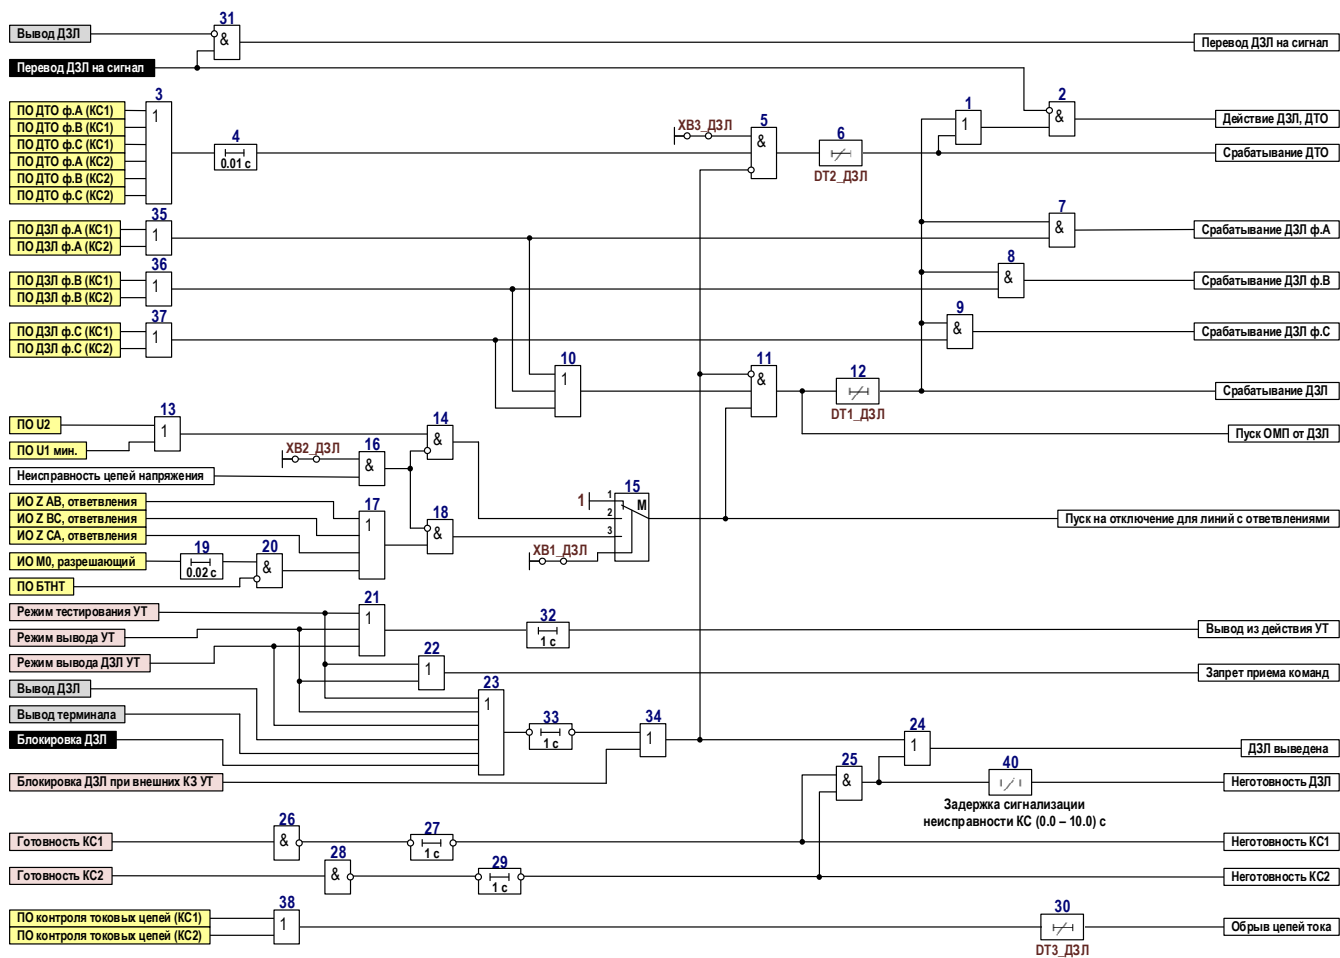 31
Вывод ДЗЛ
&
Перевод ДЗЛ на сигнал
Перевод ДЗЛ на сигнал
3
ПО ДТО ф.А (КС1)
ПО ДТО ф.В (КС1)
ПО ДТО ф.С (КС1)
ПО ДТО ф.А (КС2)
ПО ДТО ф.В (КС2)
ПО ДТО ф.С (КС2)
1
4
0.01 с
ХВ3_ДЗЛ
5
&
6
DT2_ДЗЛ
1
1
2
&
Действие ДЗЛ, ДТО
Срабатывание ДТО
35
ПО ДЗЛ ф.А (КС1)
ПО ДЗЛ ф.А (КС2)
1
7
&
Срабатывание ДЗЛ ф.А
36
ПО ДЗЛ ф.В (КС1)
ПО ДЗЛ ф.В (КС2)
1
8
&
Срабатывание ДЗЛ ф.В
37
ПО ДЗЛ ф.С (КС1)
ПО ДЗЛ ф.С (КС2)
1
9
&
Срабатывание ДЗЛ ф.С
10
1
11
&
12
DT1_ДЗЛ
Срабатывание ДЗЛ
Пуск ОМП от ДЗЛ
13
ПО U2
ПО U1 мин.
1
14
&
ХВ2_ДЗЛ
16
&
Неисправность цепей напряжения
15
1
1
2
3
М
ХВ1_ДЗЛ
Пуск на отключение для линий с ответвлениями
ИО Z АВ, ответвления
ИО Z ВС, ответвления
ИО Z СА, ответвления
17
1
18
&
19
ИО М0, разрешающий
0.02 с
20
&
ПО БТНТ
Режим тестирования УТ
Режим вывода УТ
Режим вывода ДЗЛ УТ
21
1
32
1 с
Вывод из действия УТ
22
1
Запрет приема команд
Вывод ДЗЛ
Вывод терминала
Блокировка ДЗЛ
23
1
33
1 с
34
1
24
1
ДЗЛ выведена
Блокировка ДЗЛ при внешних КЗ УТ
25
&
40
Задержка сигнализации
неисправности КС (0.0 – 10.0) с
Неготовность ДЗЛ
26
Готовность КС1
&
27
1 с
Неготовность КС1
28
Готовность КС2
&
29
1 с
Неготовность КС2
38
ПО контроля токовых цепей (КС1)
ПО контроля токовых цепей (КС2)
1
30
DT3_ДЗЛ
Обрыв цепей тока